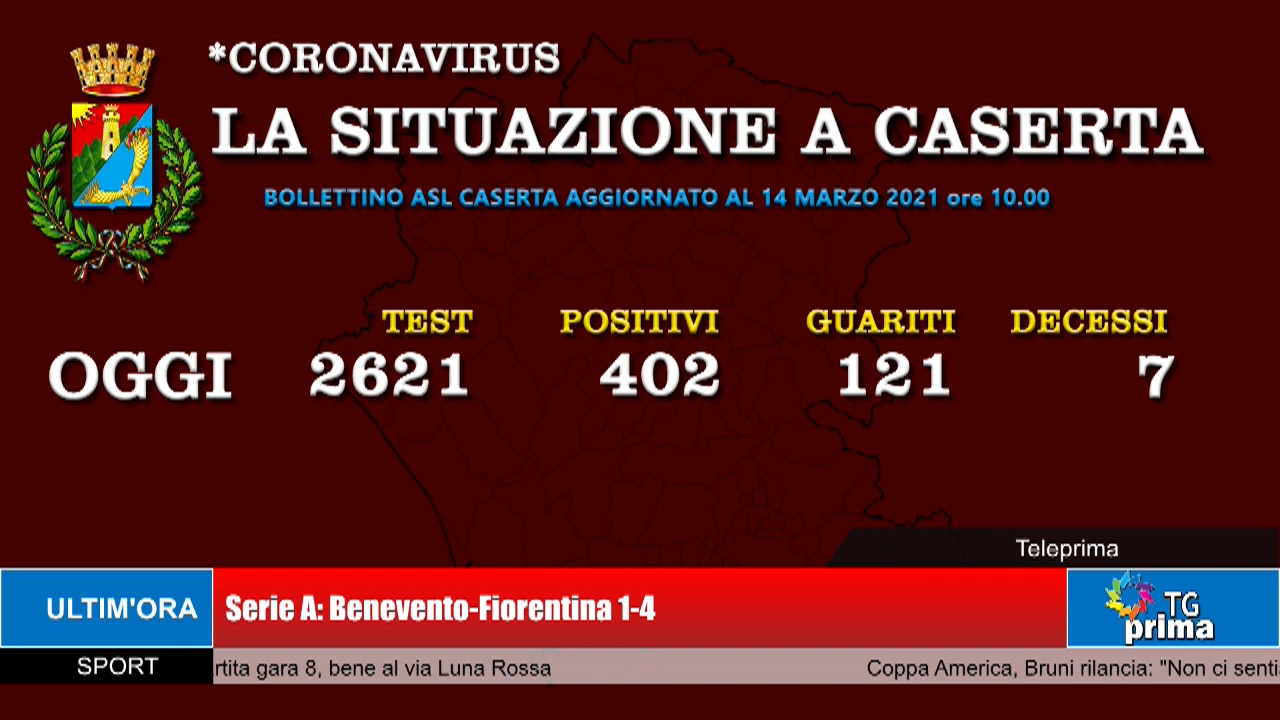 *CORONAVIRUS
LA SITUAZIONE A CASERTA
BOLLETTINO ASL CASERTA AGGIORNATO AL 14 MARZO 2021 ore 10.00
TEST POSITIVI GUARITI DECESSI
OGGI 2621 402 121 7
Teleprima
ULTIM'ORA Serie A: Benevento-Fiorentina 1-4
TG
prima
SPORT rtita gara 8, bene al via Luna Rossa Coppa America, Bruni rilancia: "Non ci senti